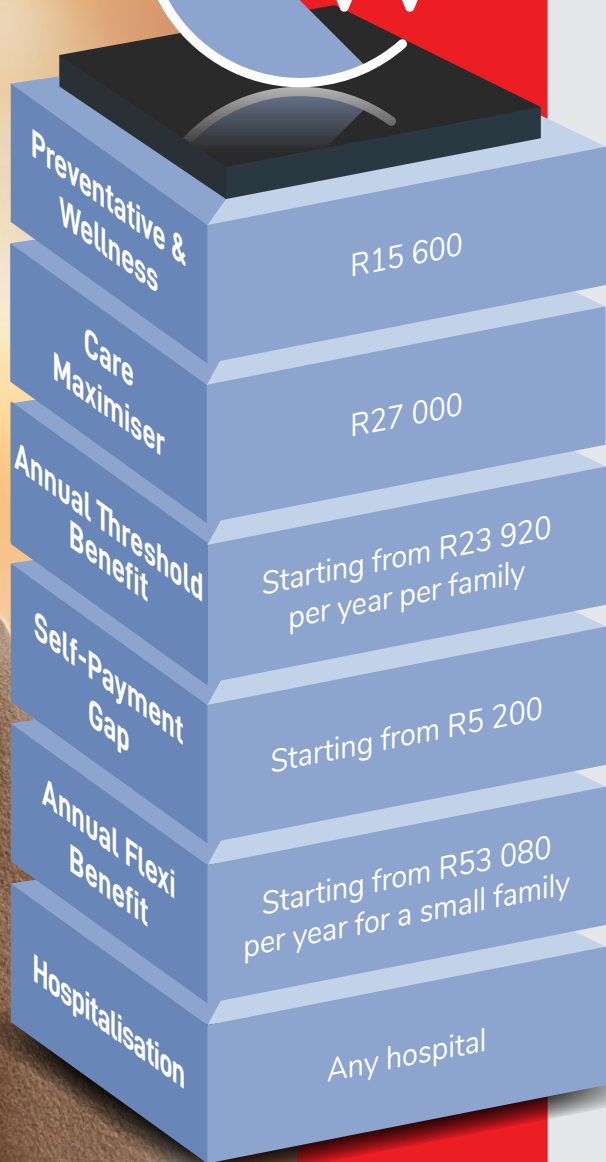 Preventative &
Wellness
R15 600
Care
Maximiser
R27 000
Annual Threshold
Benefit
Starting from R23 920
per year per family
Self-Payment
Gap
Starting from R5 200
Annual Flexi
Benefit
Starting from R53 080
per year for a small family
Hospitalisation
Any hospital